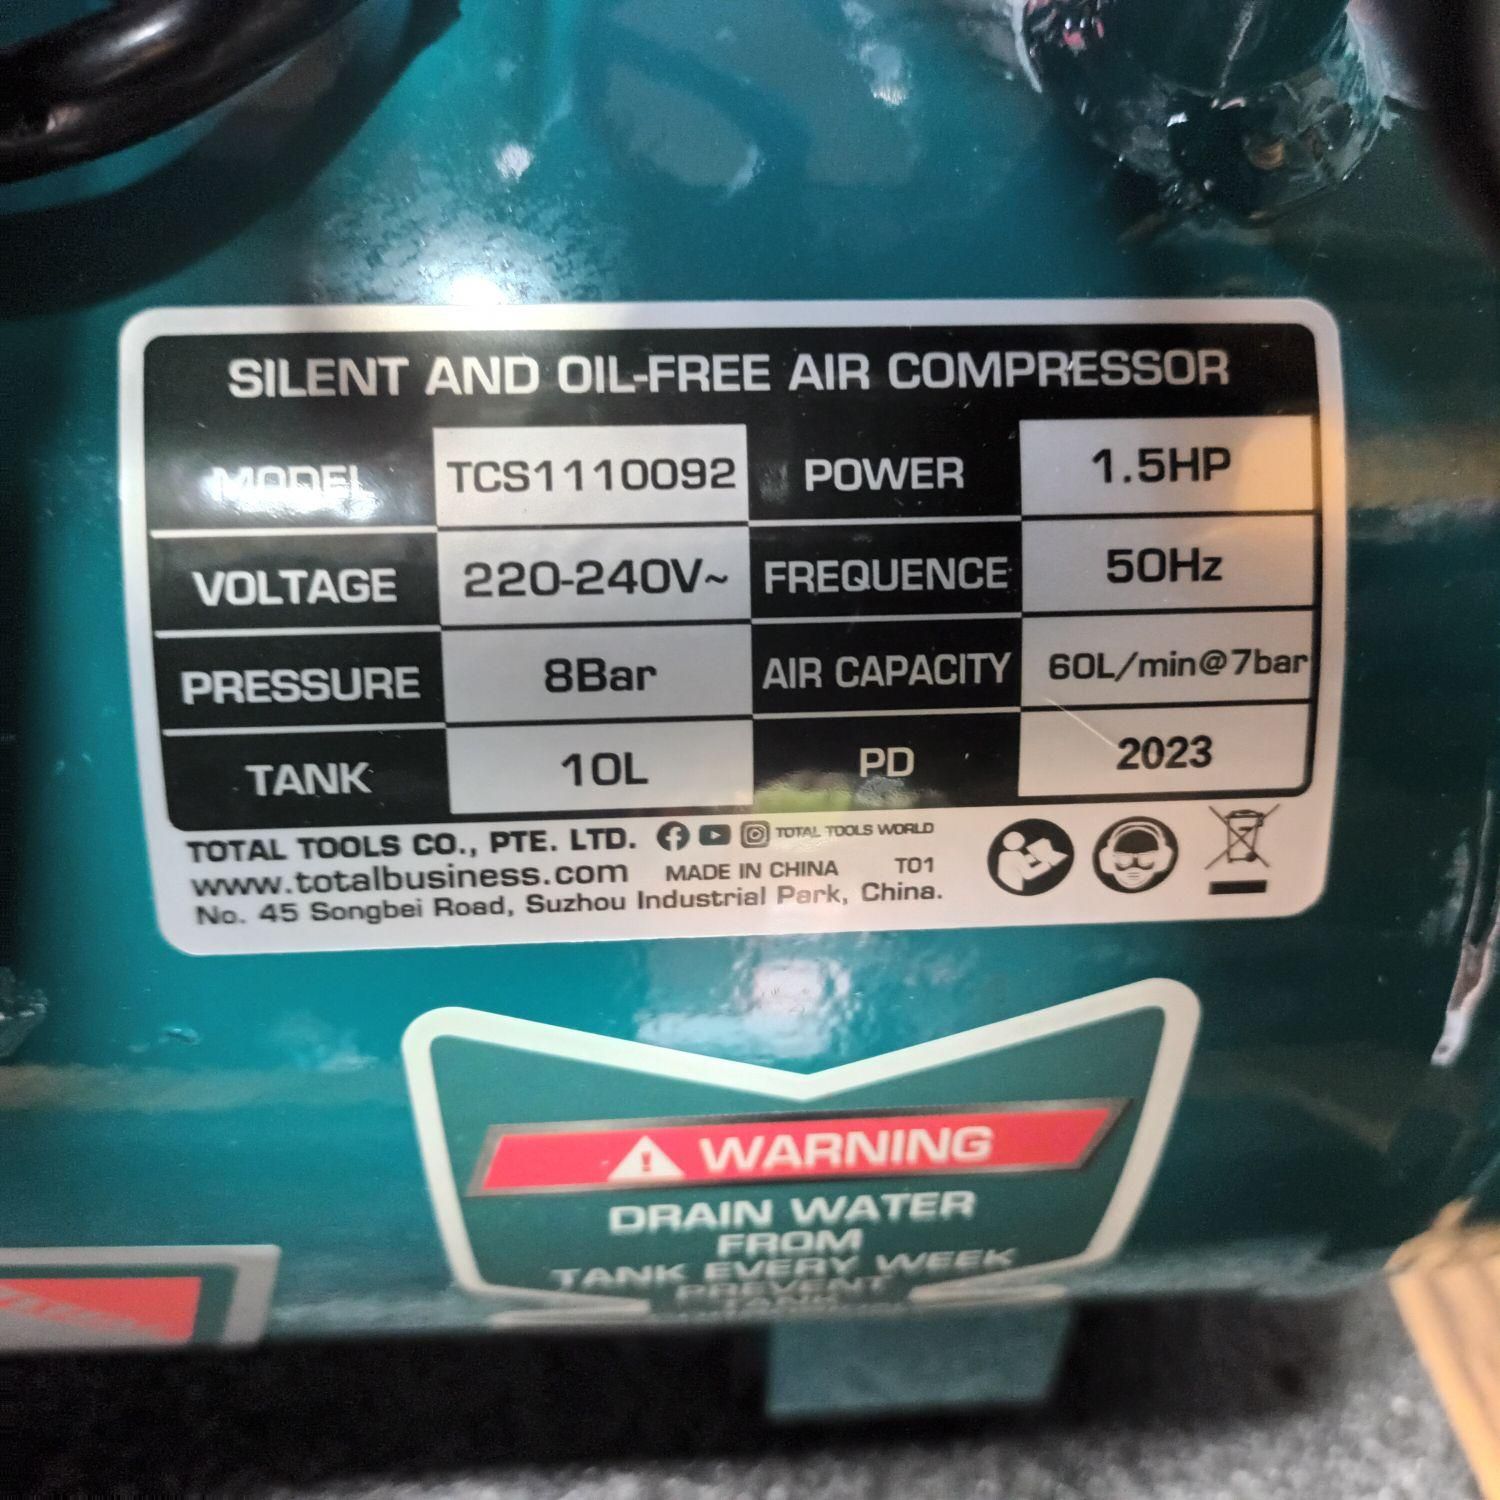 SILENT AND OIL-FREE AIR COMPRESSOR
MODEL TCS1110092 POWER 1.5HP
VOLTAGE 220-240V~ FREQUENCE 50Hz
PRESSURE 8Bar AIR CAPACITY 60L/min@7bar
TANK 10L PD 2023
TOTAL TOOLS CO., PTE. LTD. TOTAL TOOLS WORLD
www.totalbusiness.com MADE IN CHINA T01
No. 45 Songbei Road, Suzhou Industrial Park, China.
WARNING
DRAIN WATER
FROM
TANK EVERY WEEK
PREVENT
TANK